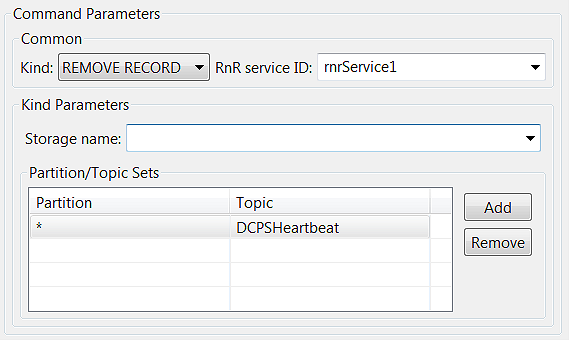 Command Parameters
Common
Kind: REMOVE RECORD RnR service ID: rnrService1
Kind Parameters
Storage name:
Partition/Topic Sets
Partition Topic Add
* DCPSHeartbeat
Remove